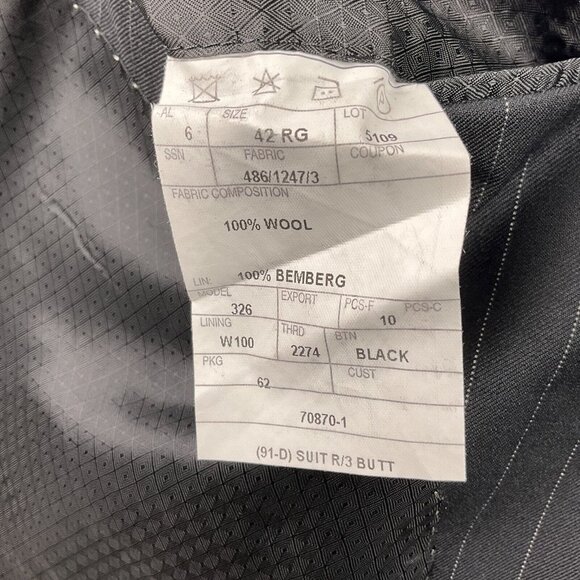 AL SIZE LOT
6 42 RG $109
SSN FABRIC COUPON
486/1247/3
FABRIC COMPOSITION
100% WOOL
LIN: 100% BEMBERG
MODEL EXPORT PCS-F PCS-C
326 10
LINING THRD BTN
W100 2274 BLACK
PKG CUST
62
70870-1
(91-D) SUIT R/3 BUTT